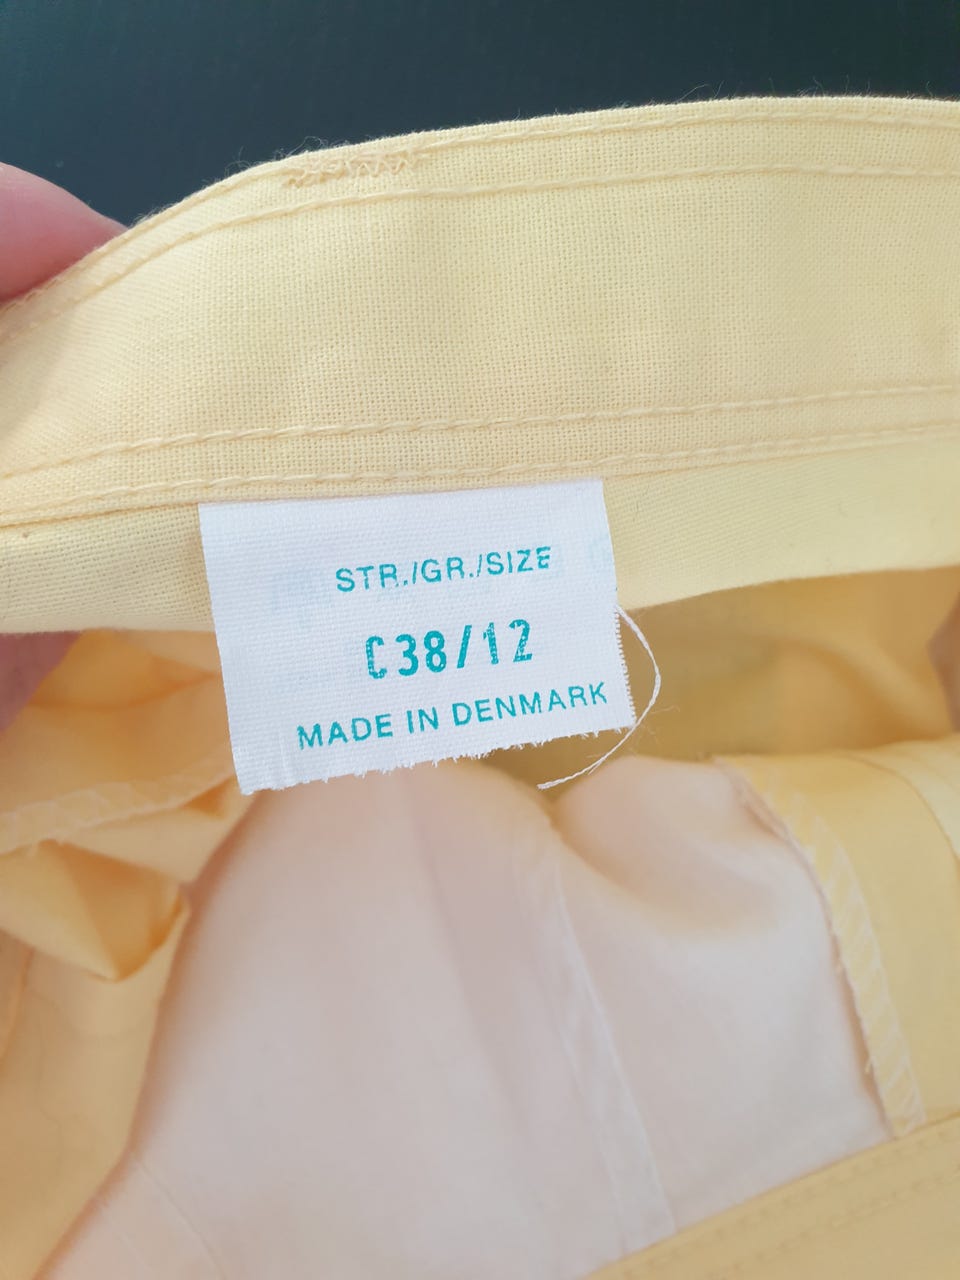 STR./GR./SIZE
C38/12
MADE IN DENMARK